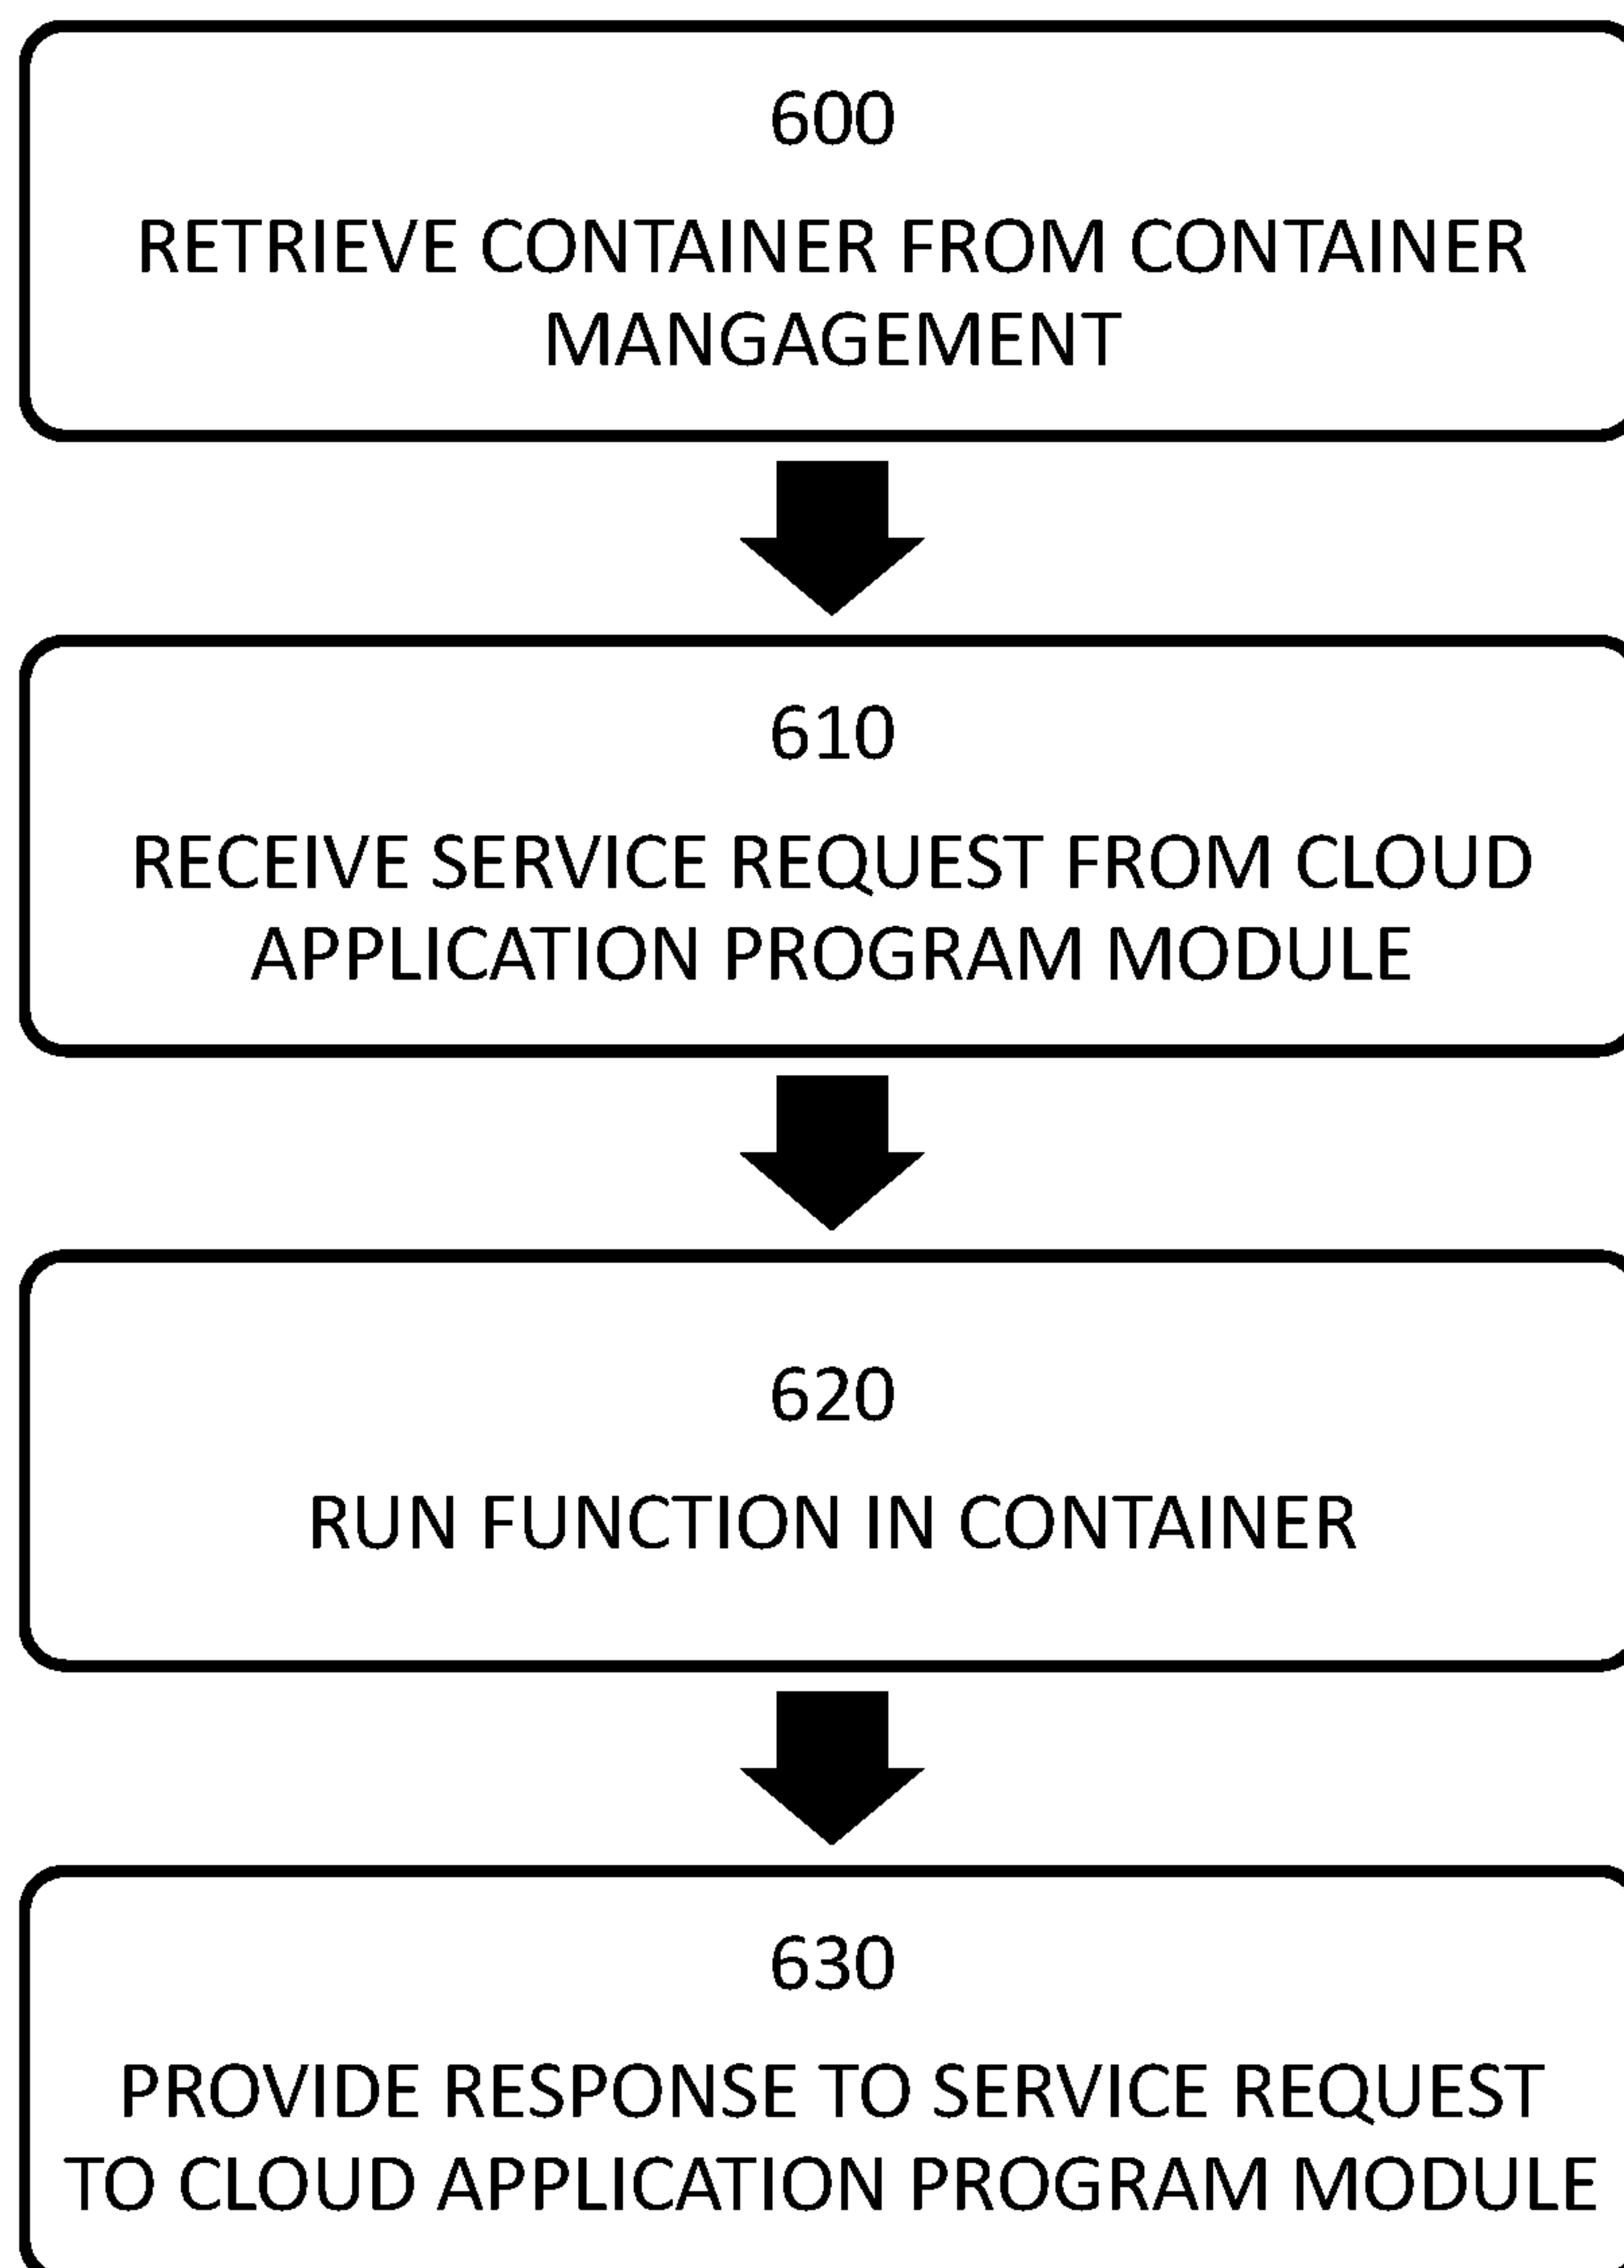 600
RETRIEVE CONTAINER FROM CONTAINER
MANGAGEMENT
610
RECEIVE SERVICE REQUEST FROM CLOUD
APPLICATION PROGRAM MODULE
620
RUN FUNCTION IN CONTAINER
630
PROVIDE RESPONSE TO SERVICE REQUEST
TO CLOUD APPLICATION PROGRAM MODULE